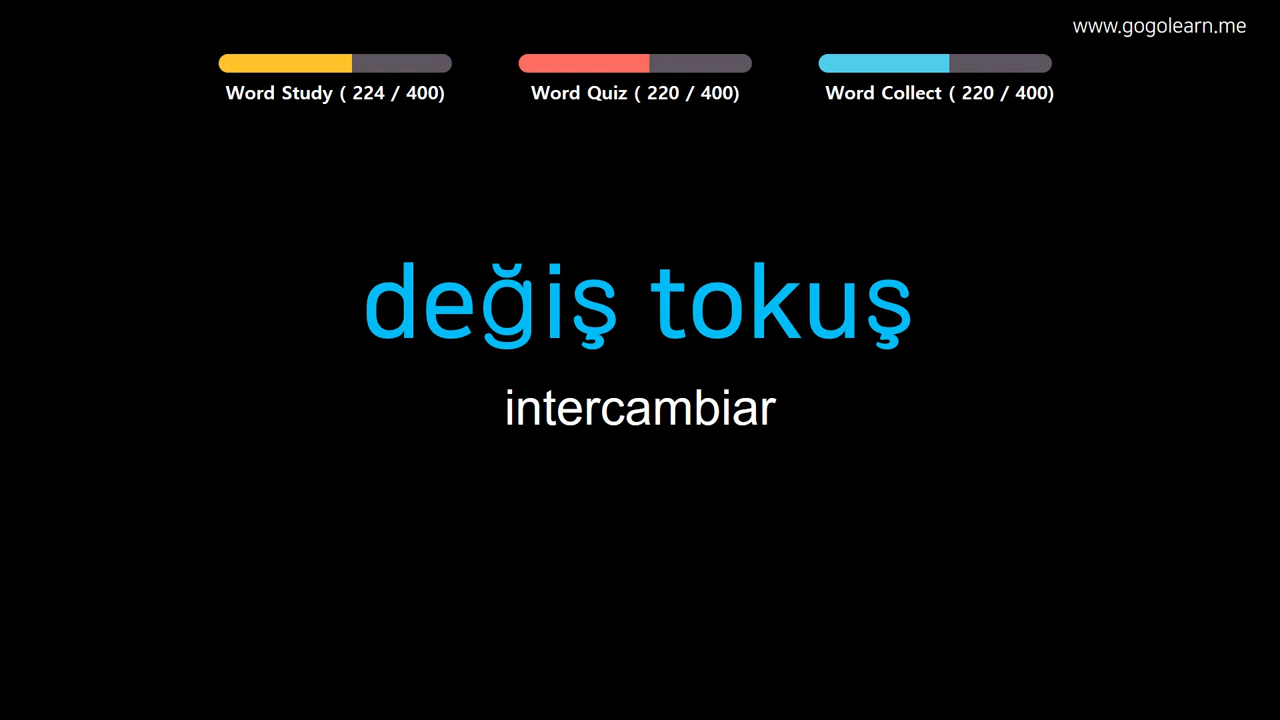 www.gogolearn.me
Word Study ( 224 / 400)
Word Quiz ( 220 / 400)
Word Collect ( 220 / 400)
değiş tokuş
intercambiar